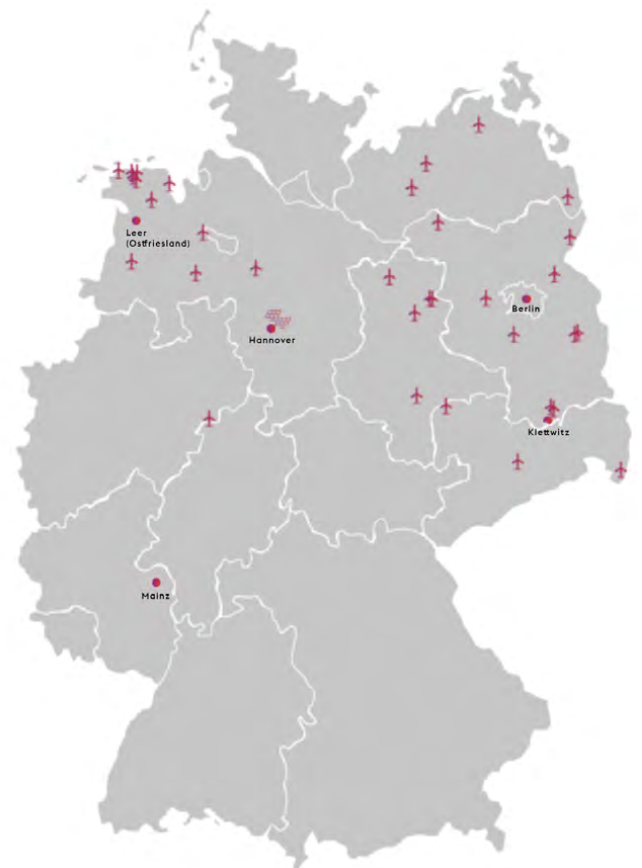 Leer
(Ostfriesland)
Berlin
Hannover
Klettwitz
Mainz